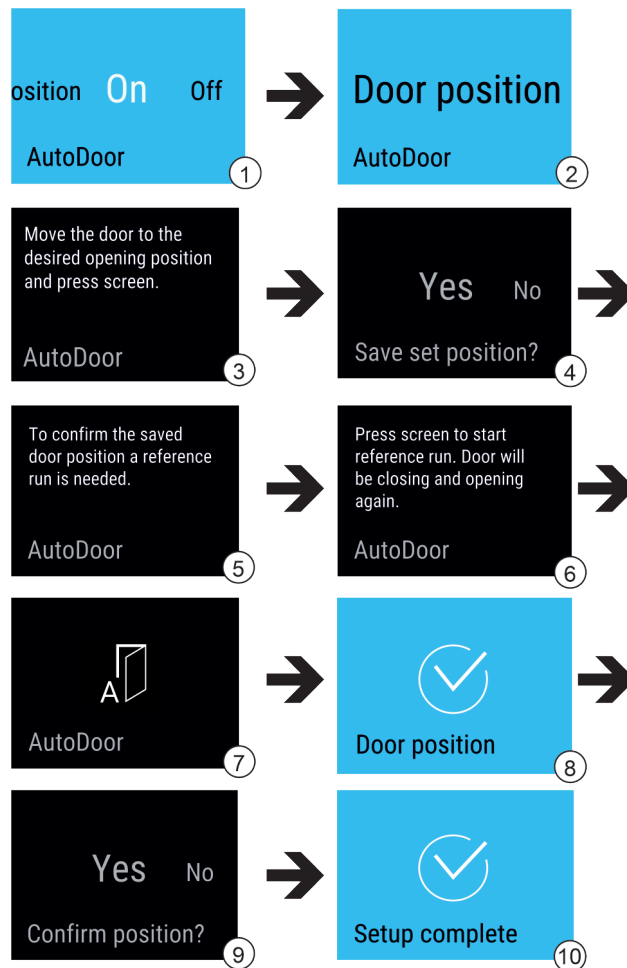 osition On Off
AutoDoor
1
Door position
AutoDoor
2
Move the door to the
desired opening position
and press screen.
AutoDoor
3
Yes No
Save set position?
4
To confirm the saved
door position a reference
run is needed.
AutoDoor
5
Press screen to start
reference run. Door will
be closing and opening
again.
AutoDoor
6
A
AutoDoor
7
Door position
8
Yes No
Confirm position?
9
Setup complete
10